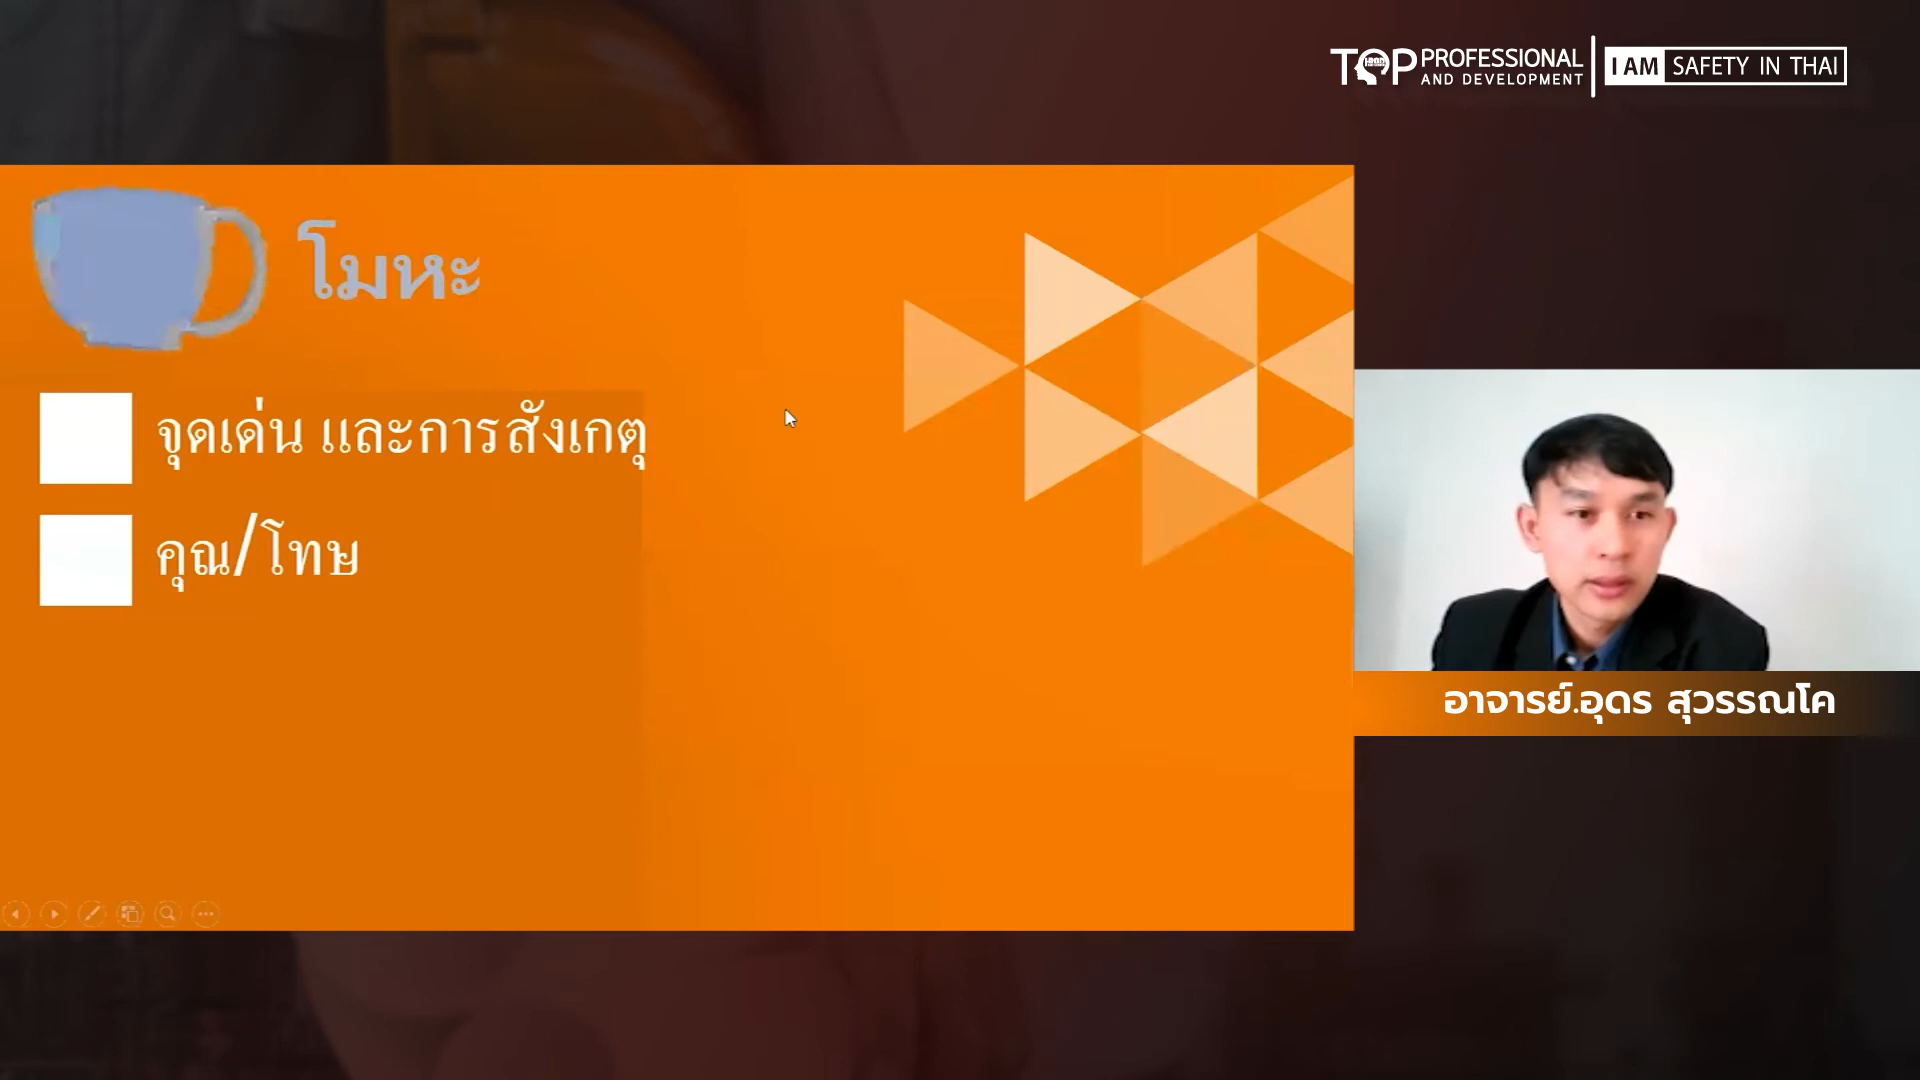 TOP PROFESSIONAL
AND DEVELOPMENT
I AM SAFETY IN THAI
โมหะ
จุดเด่น และการสังเกตุ
คุณ/โทษ
อาจารย์.อุดร สุวรรณโค